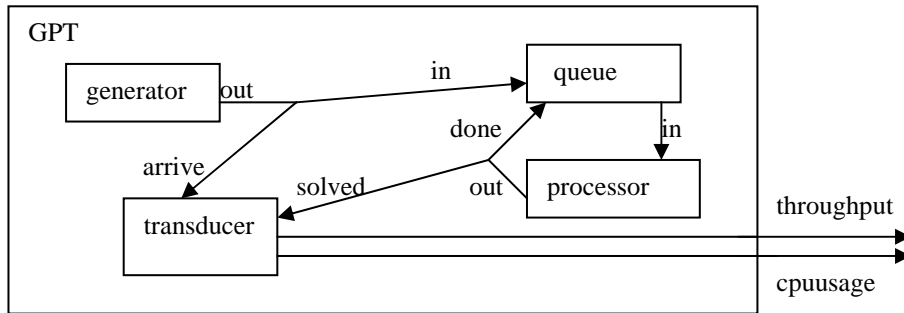 GPT
generator
out
in
queue
done
in
arrive
solved
out
processor
transducer
throughput
cpuusage